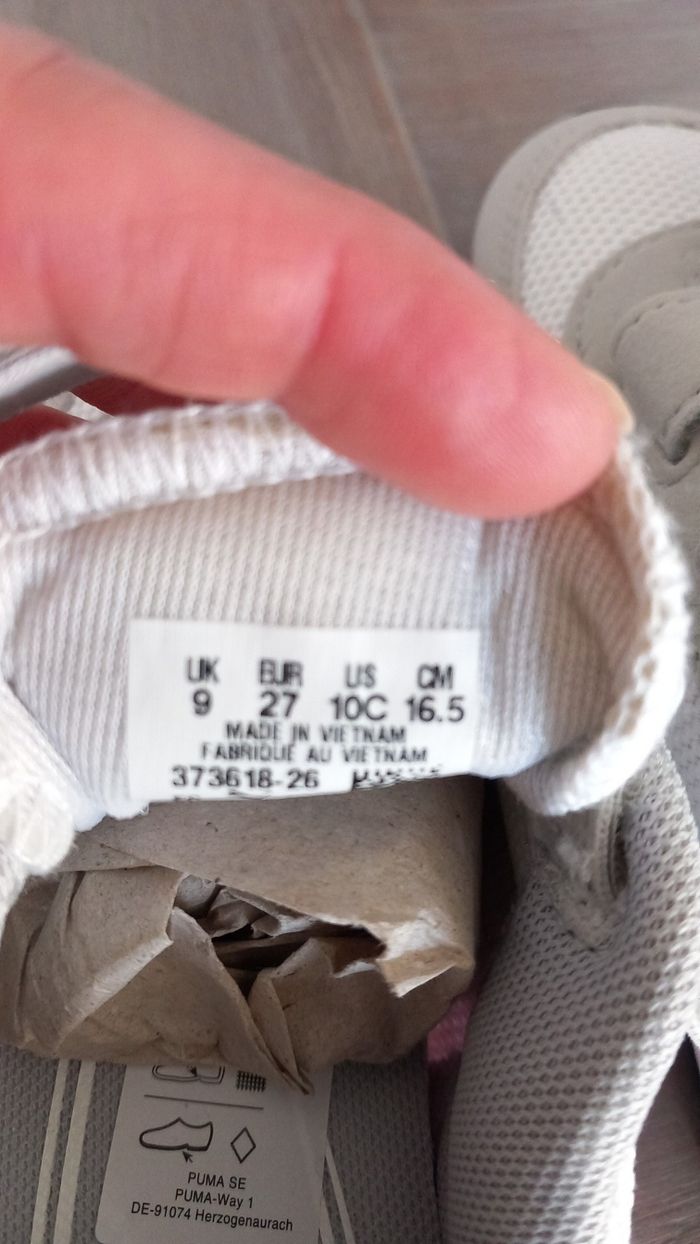 UK EUR US CM
9 27 10C 16.5
MADE IN VIETNAM
FABRIQUE AU VIETNAM
373618-26
PUMA SE
PUMA-Way 1
DE-91074 Herzogenaurach